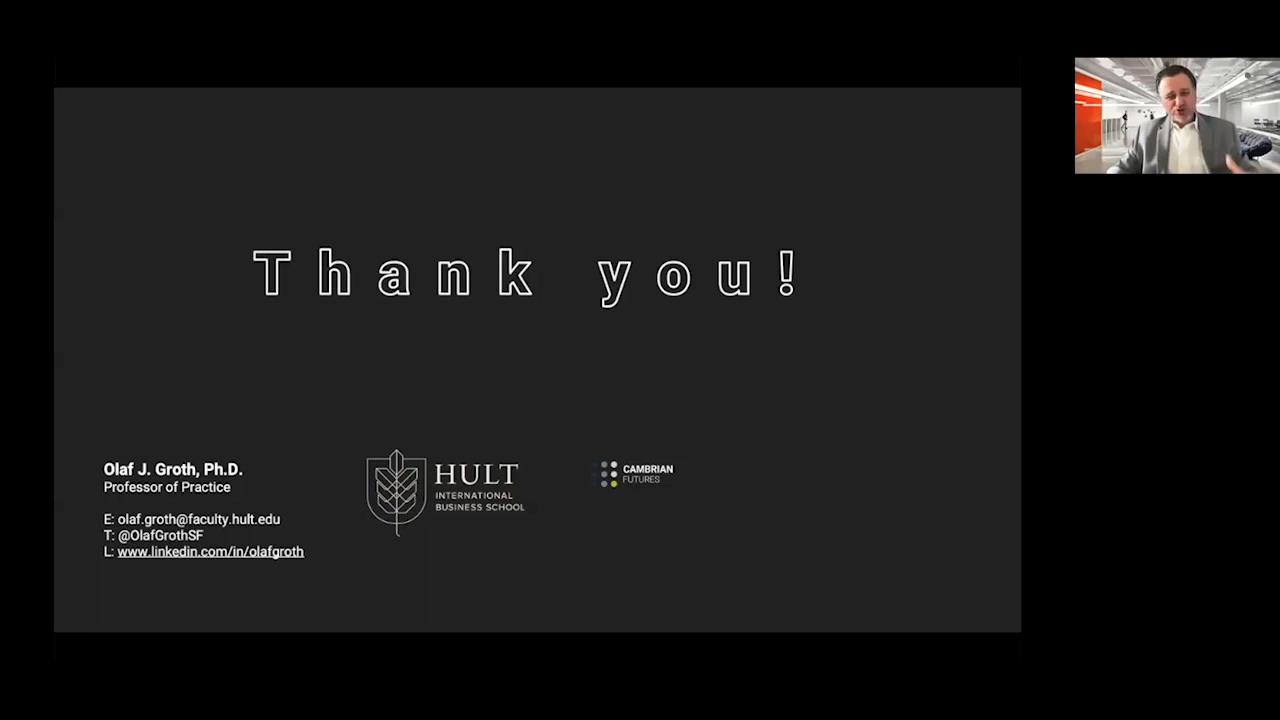 Thank you!
Olaf J. Groth, Ph.D.
Professor of Practice
E: olaf.groth@faculty.hult.edu
T: @OlafGrothSF
L: www.linkedin.com/in/olafgroth
HULT
INTERNATIONAL
BUSINESS SCHOOL
CAMBRIAN
FUTURES